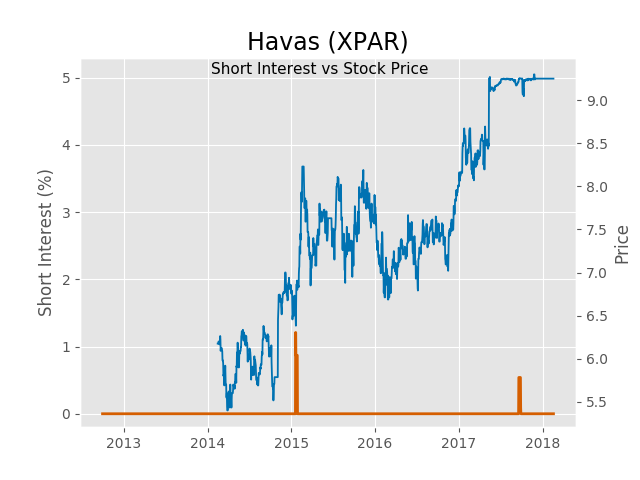 Havas (XPAR)
Short Interest vs Stock Price
Short Interest (%)
5
4
3
2
1
0
9.0
8.5
8.0
7.5
7.0
6.5
6.0
5.5
Price
2013 2014 2015 2016 2017 2018